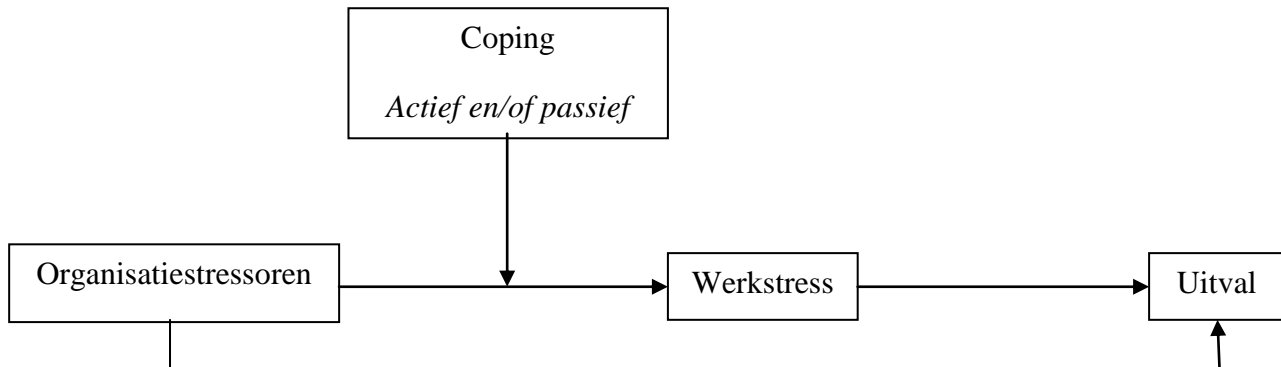 Coping
Actief en/of passief
Organisatiestressoren
Werkstress
Uitval